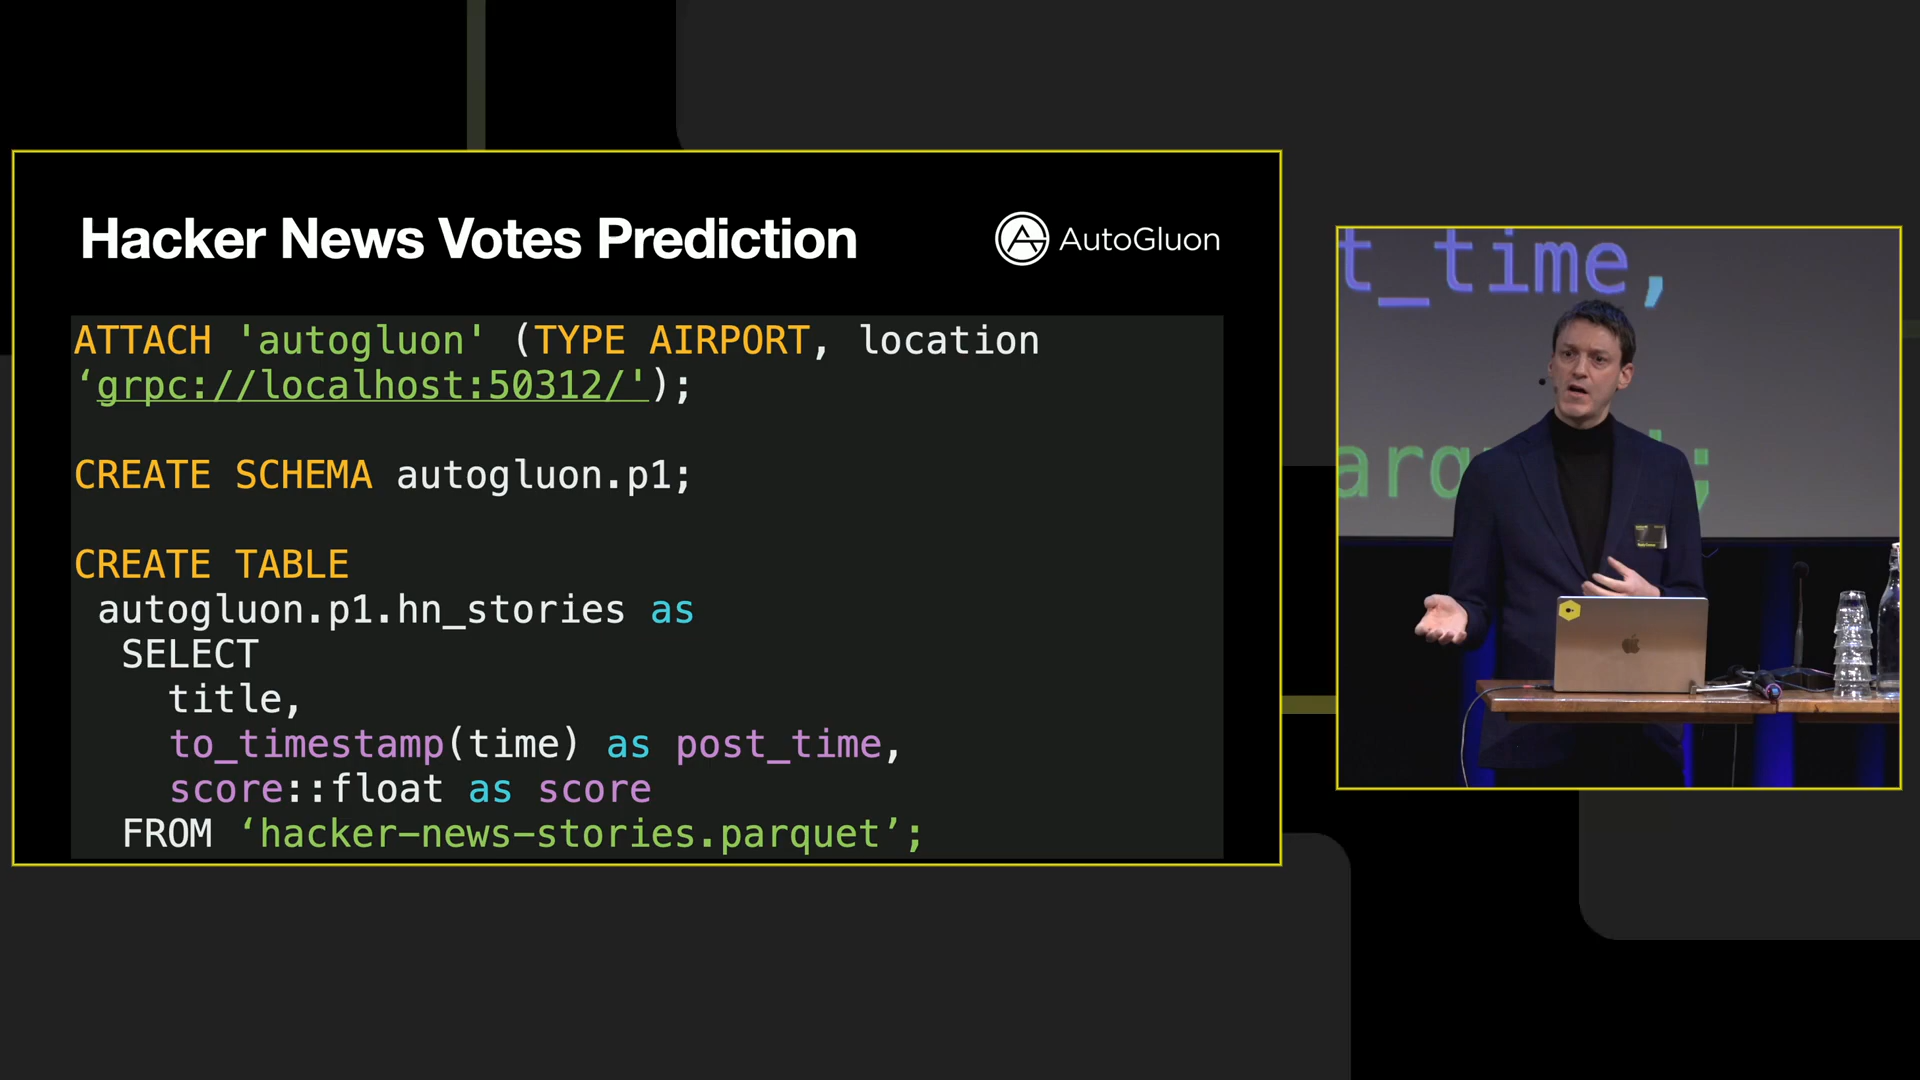 Hacker News Votes Prediction
AutoGluon
ATTACH 'autogluon' (TYPE AIRPORT, location
‘grpc://localhost:50312/');
CREATE SCHEMA autogluon.p1;
CREATE TABLE
autogluon.p1.hn_stories as
SELECT
title,
to_timestamp(time) as post_time,
score::float as score
FROM ‘hacker-news-stories.parquet’;
t_time,